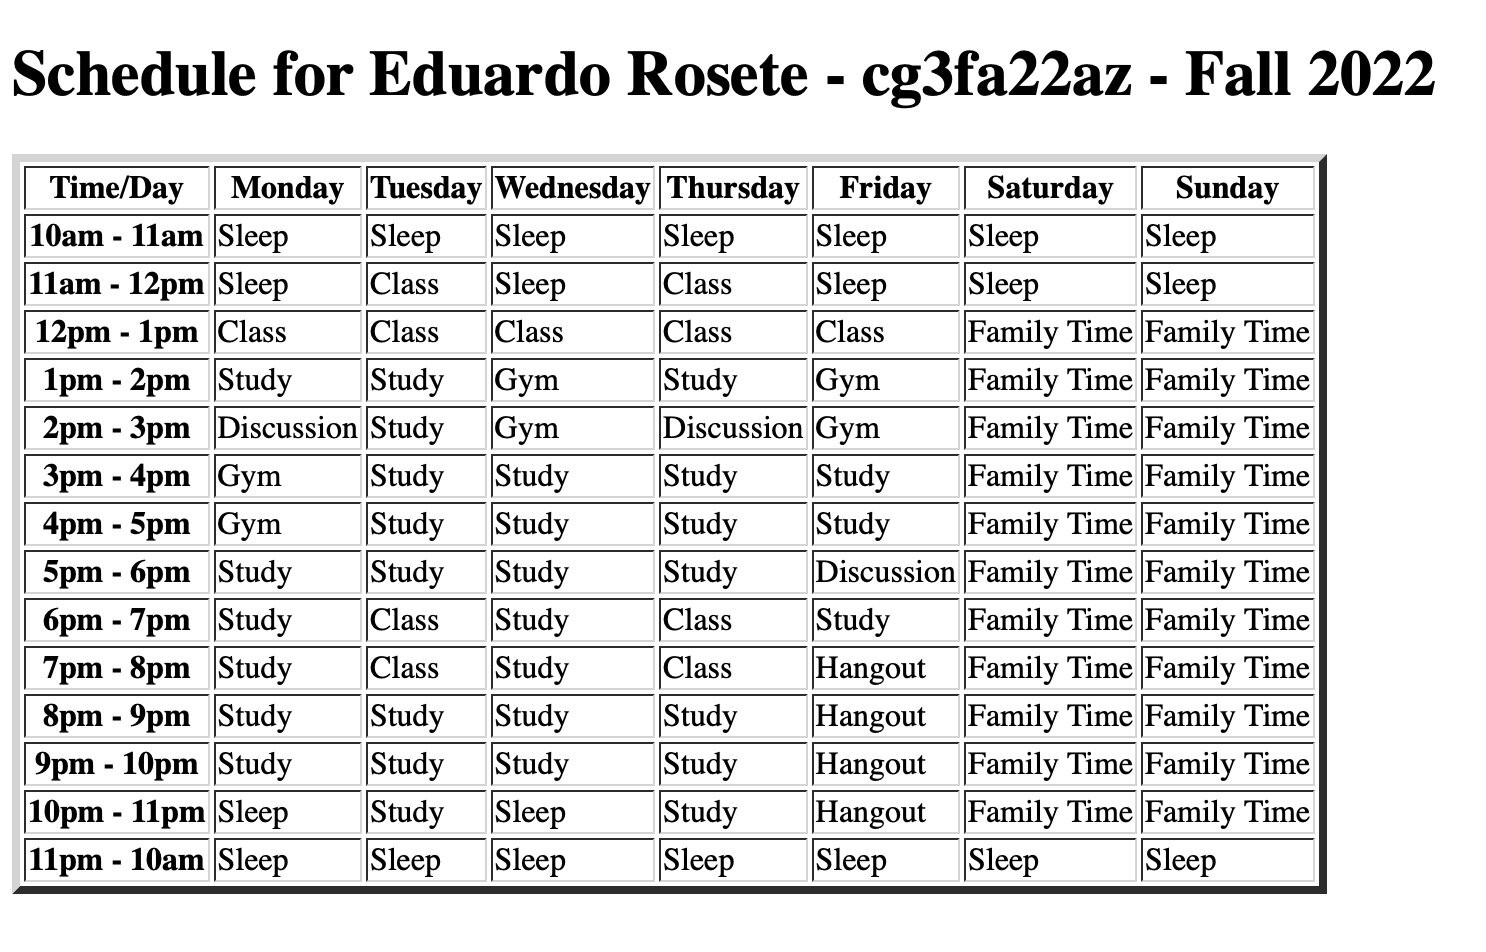 Schedule for Eduardo Rosete - cg3fa22az - Fall 2022
Time/Day Monday Tuesday Wednesday Thursday Friday Saturday Sunday
10am - 11am Sleep Sleep Sleep Sleep Sleep Sleep Sleep
11am - 12pm Sleep Class Sleep Class Sleep Sleep Sleep
12pm - 1pm Class Class Class Class Class Family Time Family Time
1pm - 2pm Study Study Gym Study Gym Family Time Family Time
2pm - 3pm Discussion Study Gym Discussion Gym Family Time Family Time
3pm - 4pm Gym Study Study Study Study Family Time Family Time
4pm - 5pm Gym Study Study Study Study Family Time Family Time
5pm - 6pm Study Study Study Study Discussion Family Time Family Time
6pm - 7pm Study Class Study Class Study Family Time Family Time
7pm - 8pm Study Class Study Class Hangout Family Time Family Time
8pm - 9pm Study Study Study Study Hangout Family Time Family Time
9pm - 10pm Study Study Study Study Hangout Family Time Family Time
10pm - 11pm Sleep Study Sleep Study Hangout Family Time Family Time
11pm - 10am Sleep Sleep Sleep Sleep Sleep Sleep Sleep